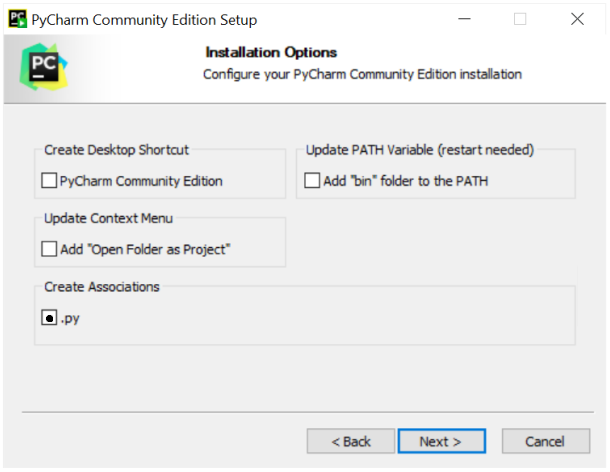 PyCharm Community Edition Setup
PC
Installation Options
Configure your PyCharm Community Edition installation
Create Desktop Shortcut
PyCharm Community Edition
Update PATH Variable (restart needed)
Add "bin" folder to the PATH
Update Context Menu
Add "Open Folder as Project"
Create Associations
.py
< Back
Next >
Cancel